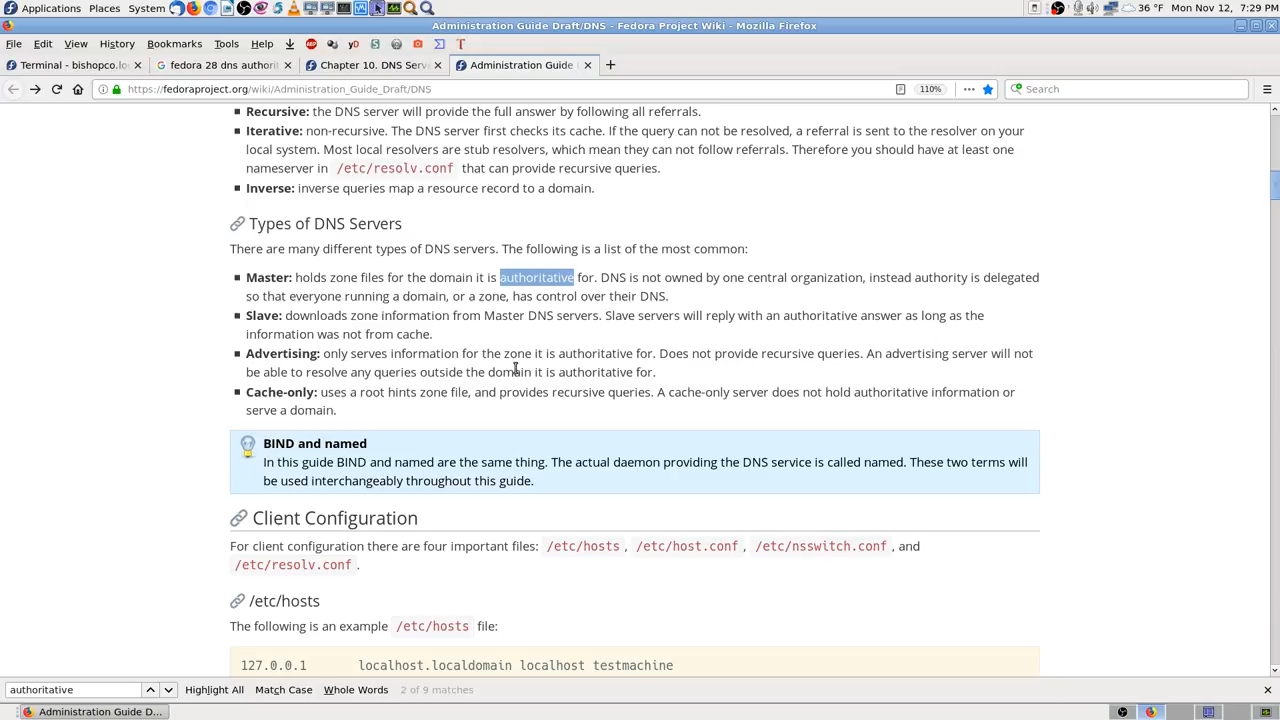 Applications Places System 36 °F Mon Nov 12, 7:29 PM
Administration Guide Draft/DNS - Fedora Project Wiki - Mozilla Firefox
File Edit View History Bookmarks Tools Help
Terminal - bishopco.lo
fedora 28 dns authorit
Chapter 10. DNS Serv
Administration Guide
https://fedoraproject.org/wiki/Administration_Guide_Draft/DNS 110% Search
Recursive: the DNS server will provide the full answer by following all referrals.
Iterative: non-recursive. The DNS server first checks its cache. If the query can not be resolved, a referral is sent to the resolver on your
local system. Most local resolvers are stub resolvers, which mean they can not follow referrals. Therefore you should have at least one
nameserver in /etc/resolv.conf that can provide recursive queries.
Inverse: inverse queries map a resource record to a domain.
Types of DNS Servers
There are many different types of DNS servers. The following is a list of the most common:
Master: holds zone files for the domain it is authoritative for. DNS is not owned by one central organization, instead authority is delegated
so that everyone running a domain, or a zone, has control over their DNS.
Slave: downloads zone information from Master DNS servers. Slave servers will reply with an authoritative answer as long as the
information was not from cache.
Advertising: only serves information for the zone it is authoritative for. Does not provide recursive queries. An advertising server will not
be able to resolve any queries outside the domain it is authoritative for.
Cache-only: uses a root hints zone file, and provides recursive queries. A cache-only server does not hold authoritative information or
serve a domain.
BIND and named
In this guide BIND and named are the same thing. The actual daemon providing the DNS service is called named. These two terms will
be used interchangeably throughout this guide.
Client Configuration
For client configuration there are four important files: /etc/hosts , /etc/host.conf , /etc/nsswitch.conf , and
/etc/resolv.conf .
/etc/hosts
The following is an example /etc/hosts file:
127.0.0.1 localhost.localdomain localhost testmachine
authoritative Highlight All Match Case Whole Words 2 of 9 matches
Administration Guide D...